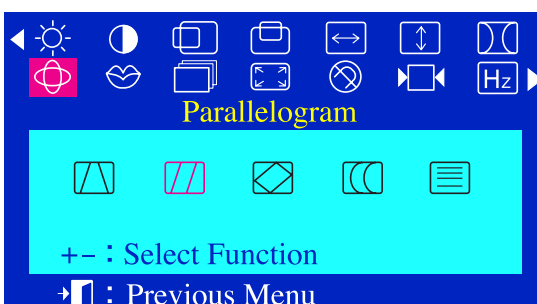 Hz
Parallelogram
+− : Select Function
: Previous Menu